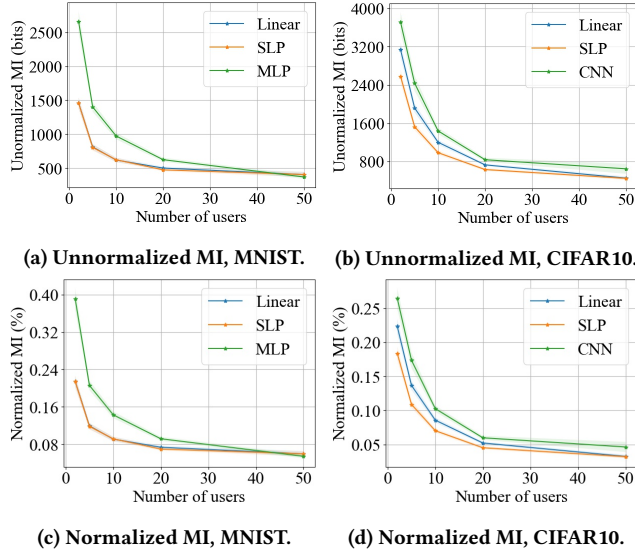 Unormalized MI (bits)
2500
2000
1500
1000
500
0 10 20 30 40 50
Number of users
Linear
SLP
MLP
(a) Unnormalized MI, MNIST.
Unormalized MI (bits)
4000
3200
2400
1600
800
0 10 20 30 40 50
Number of users
Linear
SLP
CNN
(b) Unnormalized MI, CIFAR10.
Normalized MI (%)
0.40
0.32
0.24
0.16
0.08
0 10 20 30 40 50
Number of users
Linear
SLP
MLP
(c) Normalized MI, MNIST.
Normalized MI (%)
0.25
0.20
0.15
0.10
0.05
0 10 20 30 40 50
Number of users
Linear
SLP
CNN
(d) Normalized MI, CIFAR10.